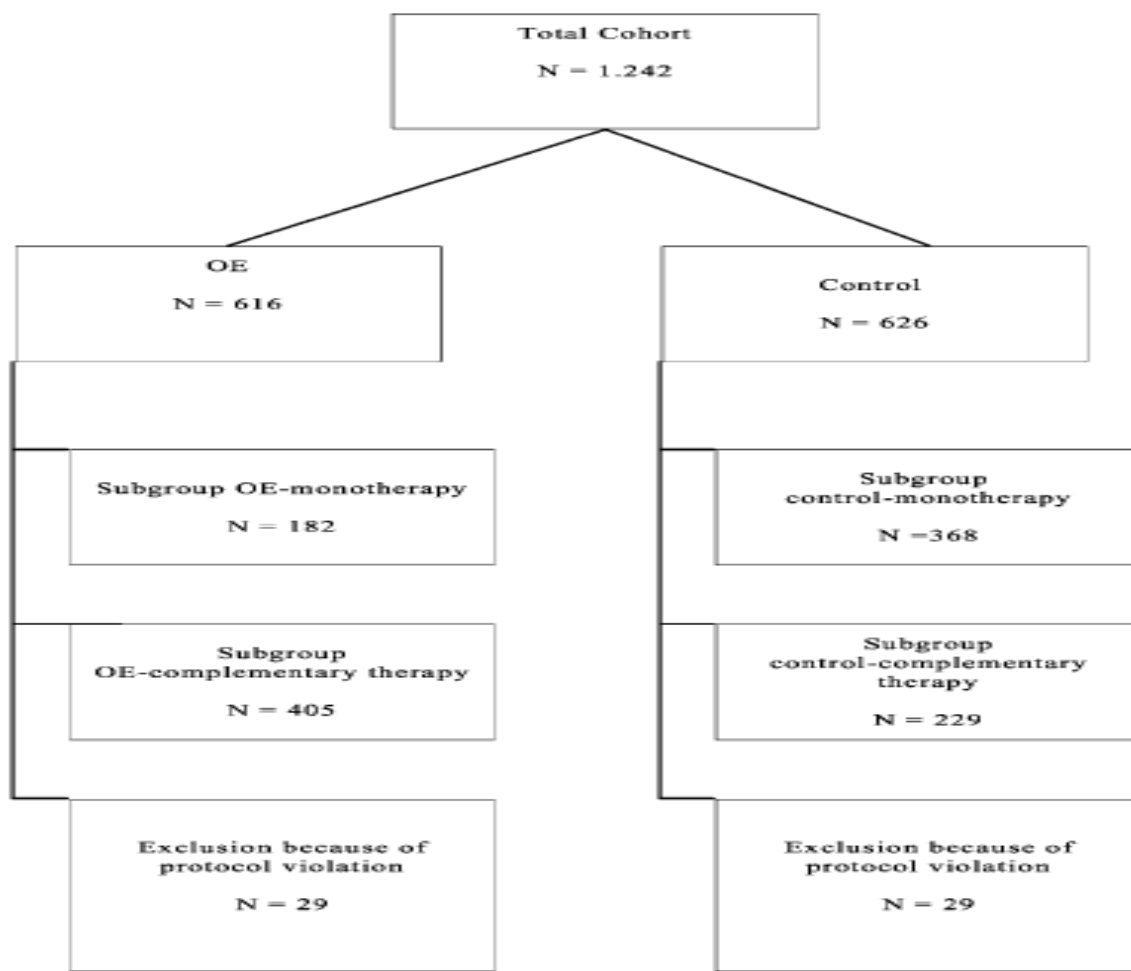 Total Cohort
N = 1.242
OE
N = 616
Control
N = 626
Subgroup OE-monotherapy
N = 182
Subgroup
OE-complementary therapy
N = 405
Exclusion because of
protocol violation
N = 29
Subgroup
control-monotherapy
N =368
Subgroup
control-complementary
therapy
N = 229
Exclusion because of
protocol violation
N = 29